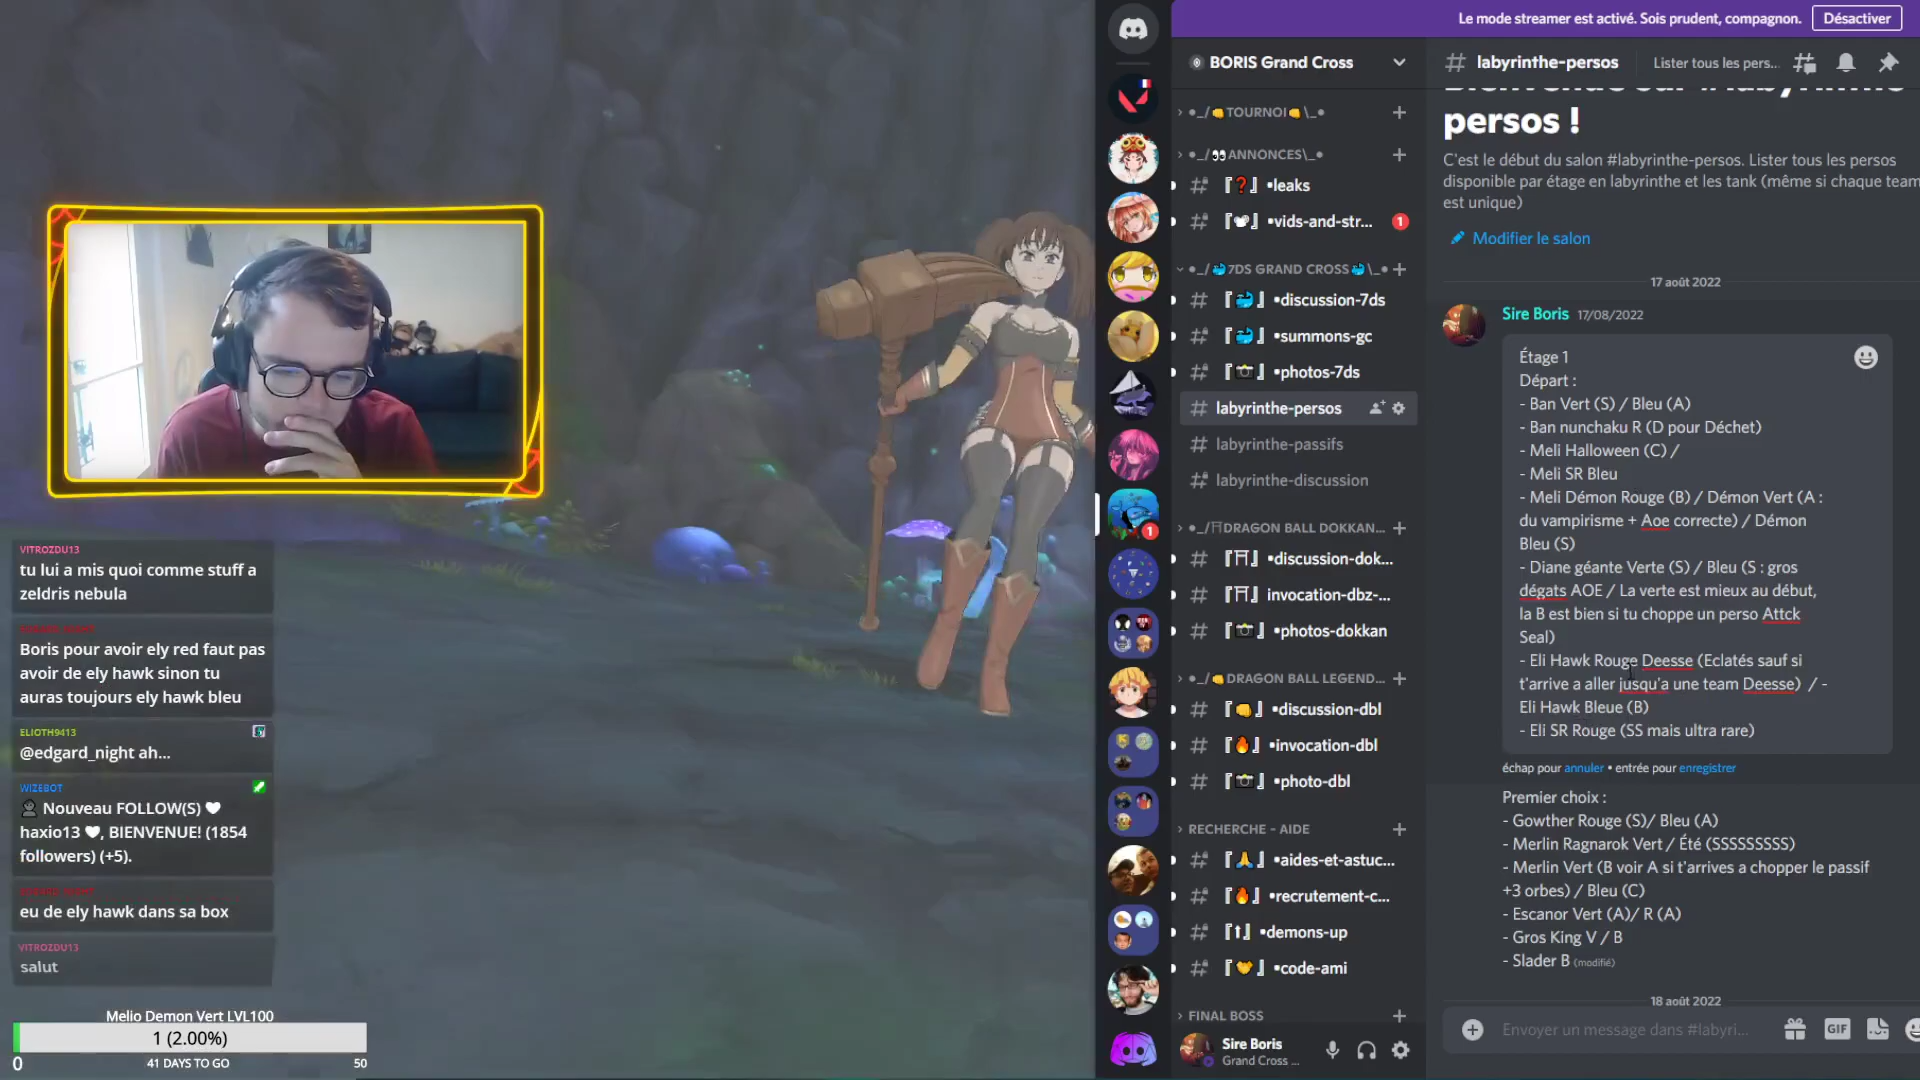 Le mode streamer est activé. Sois prudent, compagnon.
Désactiver
BORIS Grand Cross
TOURNOI
ANNONCES
•leaks
•vids-and-str...
1
7DS GRAND CROSS
•discussion-7ds
•summons-gc
•photos-7ds
labyrinthe-persos
labyrinthe-passifs
labyrinthe-discussion
1
DRAGON BALL DOKKAN...
•discussion-dok...
invocation-dbz-...
•photos-dokkan
DRAGON BALL LEGEND...
•discussion-dbl
•invocation-dbl
•photo-dbl
RECHERCHE - AIDE
•aides-et-astuc...
•recrutement-c...
•demons-up
•code-ami
FINAL BOSS
Sire Boris
Grand Cross ...
# labyrinthe-persos
Lister tous les pers...
persos !
C'est le début du salon #labyrinthe-persos. Lister tous les persos
disponible par étage en labyrinthe et les tank (même si chaque team
est unique)
Modifier le salon
17 août 2022
Sire Boris 17/08/2022
Étage 1
Départ :
- Ban Vert (S) / Bleu (A)
- Ban nunchaku R (D pour Déchet)
- Meli Halloween (C) /
- Meli SR Bleu
- Meli Démon Rouge (B) / Démon Vert (A :
du vampirisme + Aoe correcte) / Démon
Bleu (S)
- Diane géante Verte (S) / Bleu (S : gros
dégats AOE / La verte est mieux au début,
la B est bien si tu choppe un perso Attck
Seal)
- Eli Hawk Rouge Deesse (Eclatés sauf si
t'arrive a aller jusqu'a une team Deesse) / -
Eli Hawk Bleue (B)
- Eli SR Rouge (SS mais ultra rare)
échap pour annuler • entrée pour enregistrer
Premier choix :
- Gowther Rouge (S)/ Bleu (A)
- Merlin Ragnarok Vert / Été (SSSSSSSSS)
- Merlin Vert (B voir A si t'arrives a chopper le passif
+3 orbes) / Bleu (C)
- Escanor Vert (A)/ R (A)
- Gros King V / B
- Slader B (modifié)
18 août 2022
Envoyer un message dans #labyri...
GIF
VITROZDU13
tu lui a mis quoi comme stuff a
zeldris nebula
Boris pour avoir ely red faut pas
avoir de ely hawk sinon tu
auras toujours ely hawk bleu
ELIOTH9413
@edgard_night ah...
WIZEBOT
Nouveau FOLLOW(S) ♥
haxio13 ♥, BIENVENUE! (1854
followers) (+5).
eu de ely hawk dans sa box
VITROZDU13
salut
Melio Demon Vert LVL100
1 (2.00%)
0 41 DAYS TO GO 50